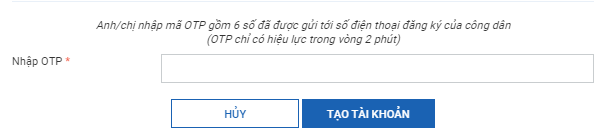 Anh/chị nhập mã OTP gồm 6 số đã được gửi tới số điện thoại đăng ký của công dân
(OTP chỉ có hiệu lực trong vòng 2 phút)
Nhập OTP *
HỦY TẠO TÀI KHOẢN